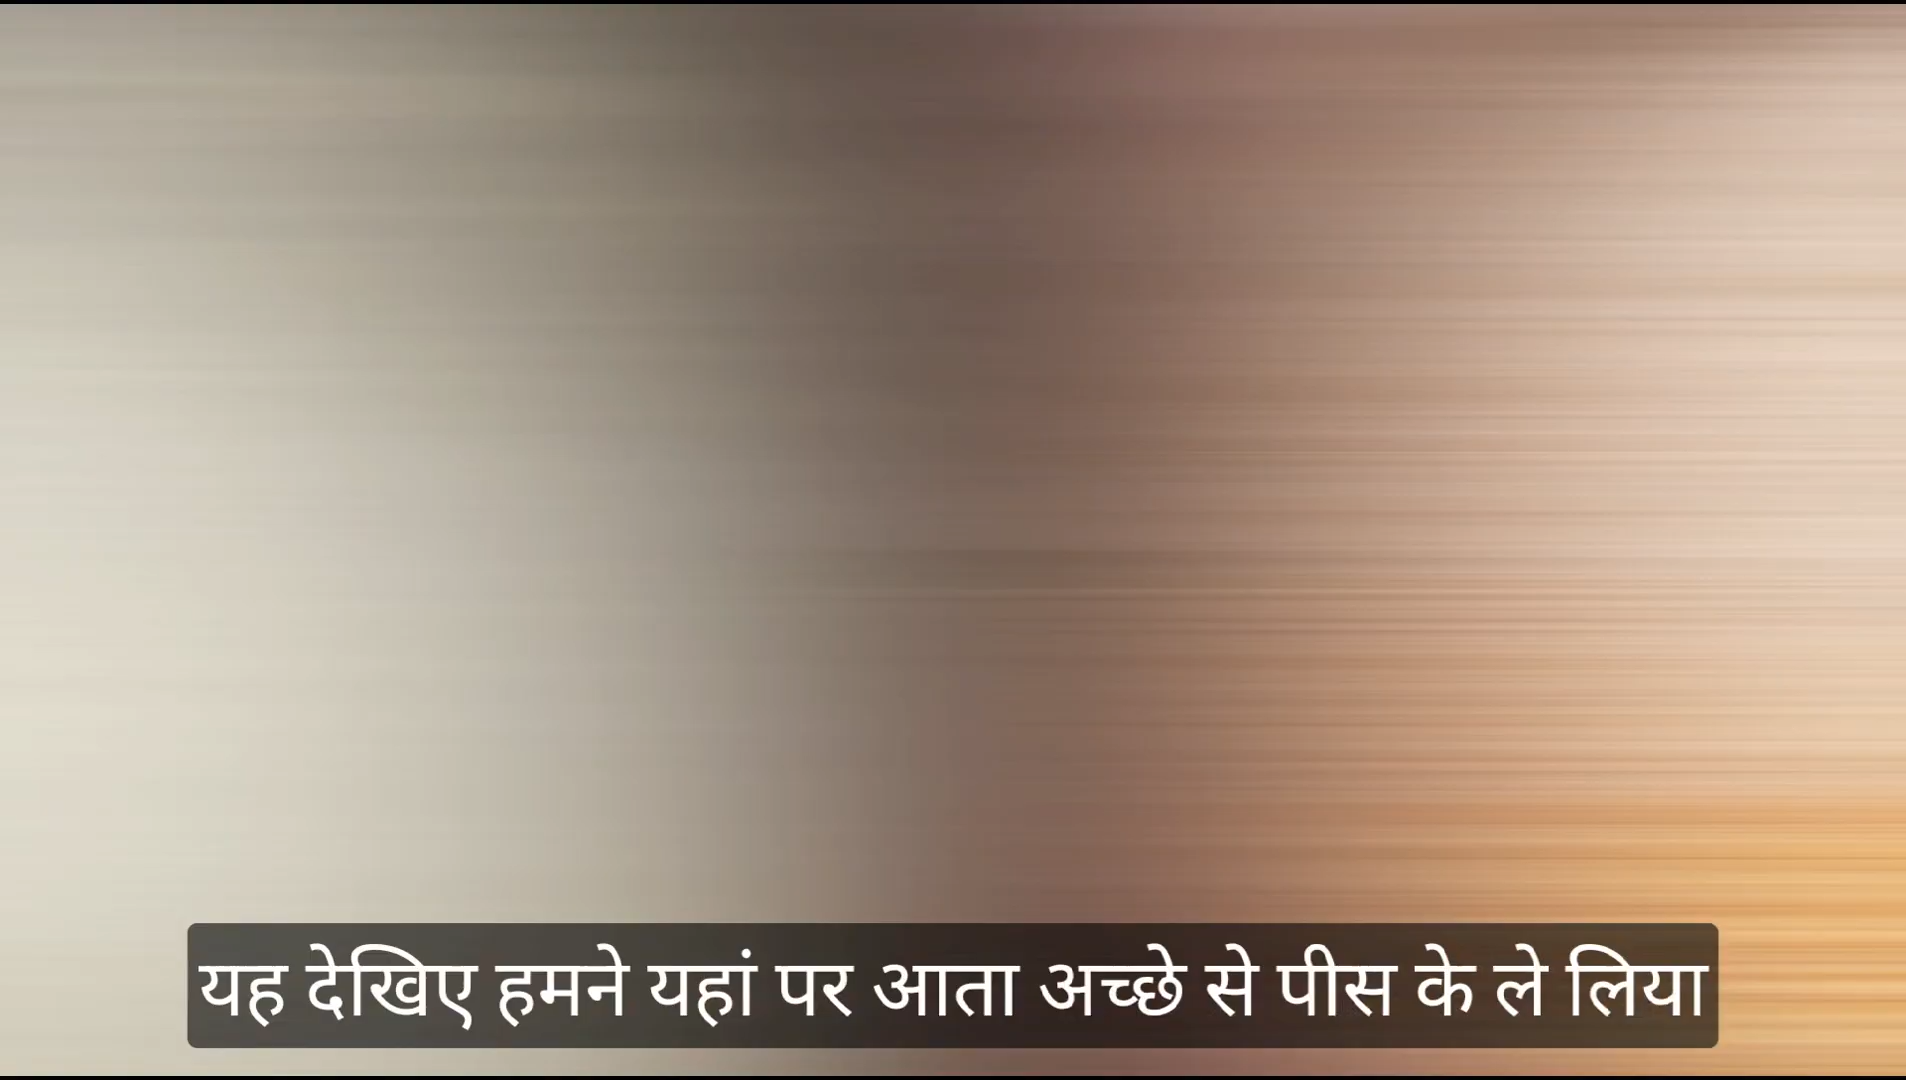 यह देखिए हमने यहां पर आता अच्छे से पीस के ले लिया